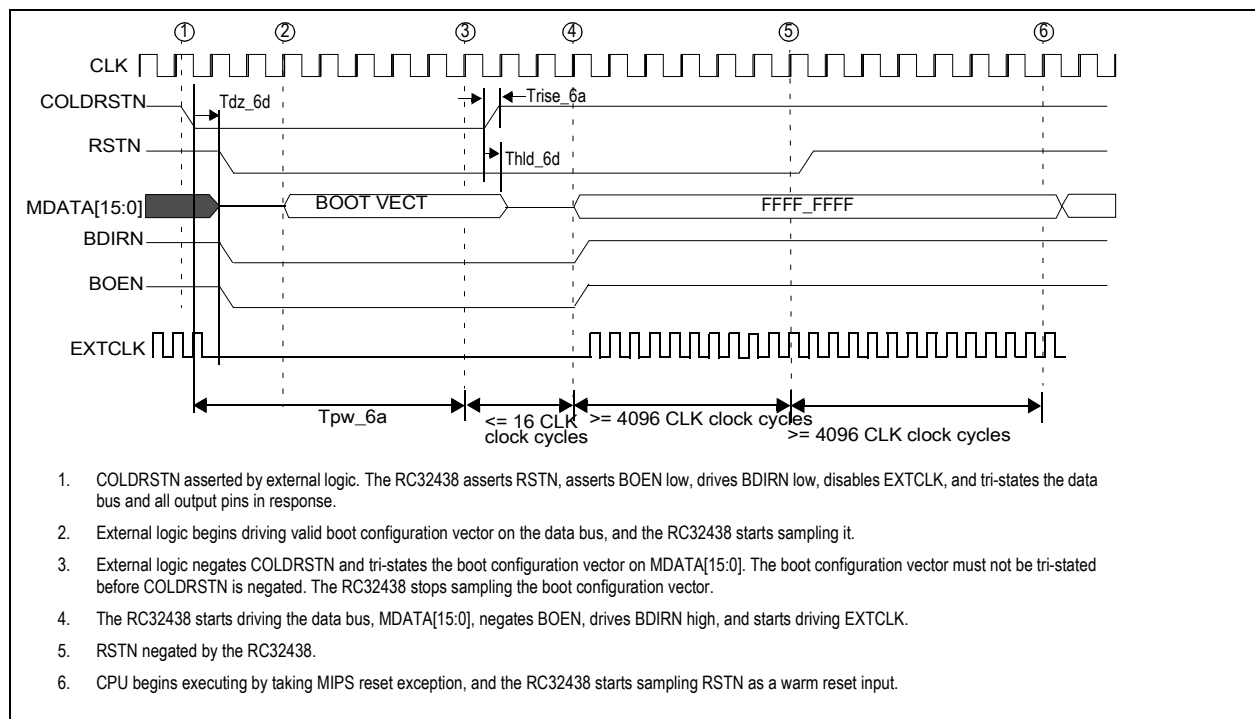 ① ② ③ ④ ⑤ ⑥
CLK
COLDRSTN
Tdz_6d
Trise_6a
RSTN
Thld_6d
MDATA[15:0]
BOOT VECT
FFFF_FFFF
BDIRN
BOEN
EXTCLK
Tpw_6a
<= 16 CLK
clock cycles
>= 4096 CLK clock cycles
>= 4096 CLK clock cycles
1. COLDRSTN asserted by external logic. The RC32438 asserts RSTN, asserts BOEN low, drives BDIRN low, disables EXTCLK, and tri-states the data
bus and all output pins in response.
2. External logic begins driving valid boot configuration vector on the data bus, and the RC32438 starts sampling it.
3. External logic negates COLDRSTN and tri-states the boot configuration vector on MDATA[15:0]. The boot configuration vector must not be tri-stated
before COLDRSTN is negated. The RC32438 stops sampling the boot configuration vector.
4. The RC32438 starts driving the data bus, MDATA[15:0], negates BOEN, drives BDIRN high, and starts driving EXTCLK.
5. RSTN negated by the RC32438.
6. CPU begins executing by taking MIPS reset exception, and the RC32438 starts sampling RSTN as a warm reset input.